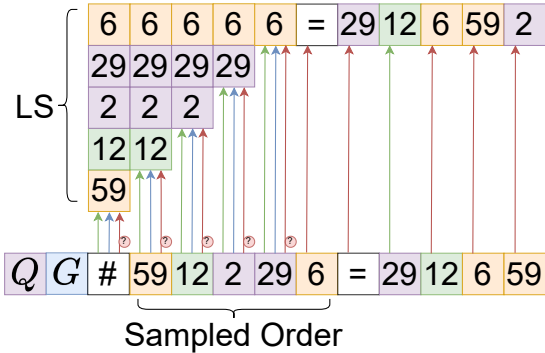 6 6 6 6 6 = 29 12 6 59 2
29 29 29 29
LS
2 2 2
12 12
59
? ? ? ? ?
Q G # 59 12 2 29 6 = 29 12 6 59
Sampled Order